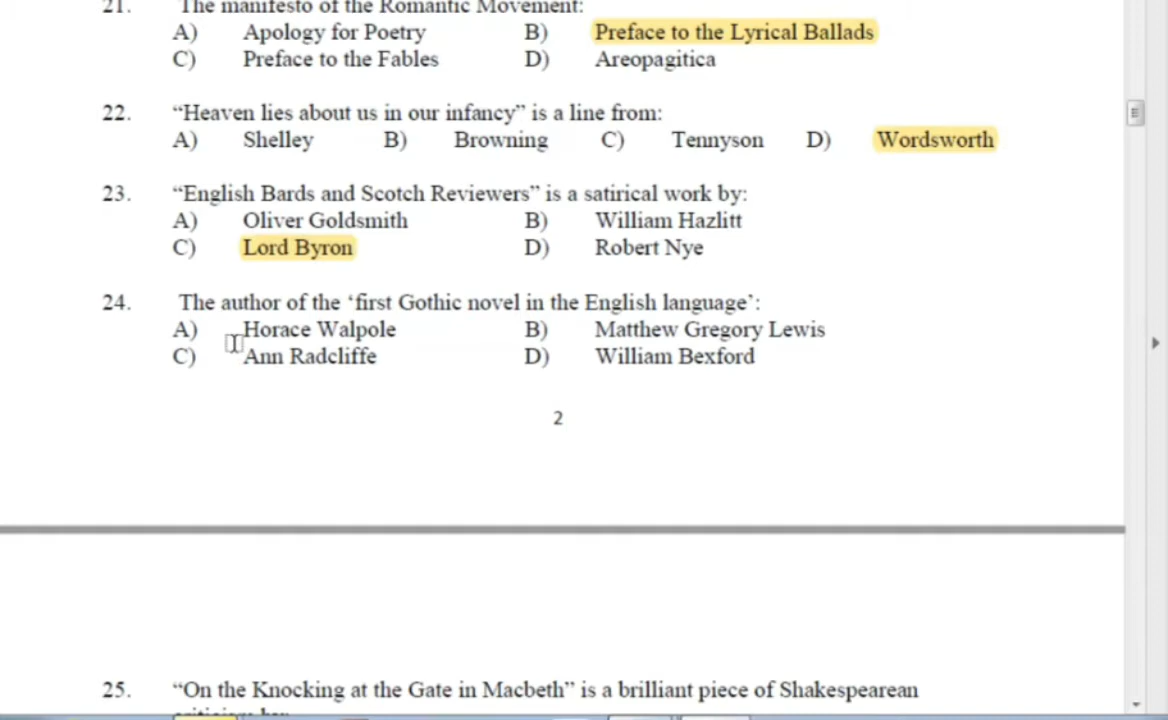 21. The manifesto of the Romantic Movement:
A) Apology for Poetry B) Preface to the Lyrical Ballads
C) Preface to the Fables D) Areopagitica
22. “Heaven lies about us in our infancy” is a line from:
A) Shelley B) Browning C) Tennyson D) Wordsworth
23. “English Bards and Scotch Reviewers” is a satirical work by:
A) Oliver Goldsmith B) William Hazlitt
C) Lord Byron D) Robert Nye
24. The author of the ‘first Gothic novel in the English language’:
A) Horace Walpole B) Matthew Gregory Lewis
C) Ann Radcliffe D) William Bexford
2
25. “On the Knocking at the Gate in Macbeth” is a brilliant piece of Shakespearean